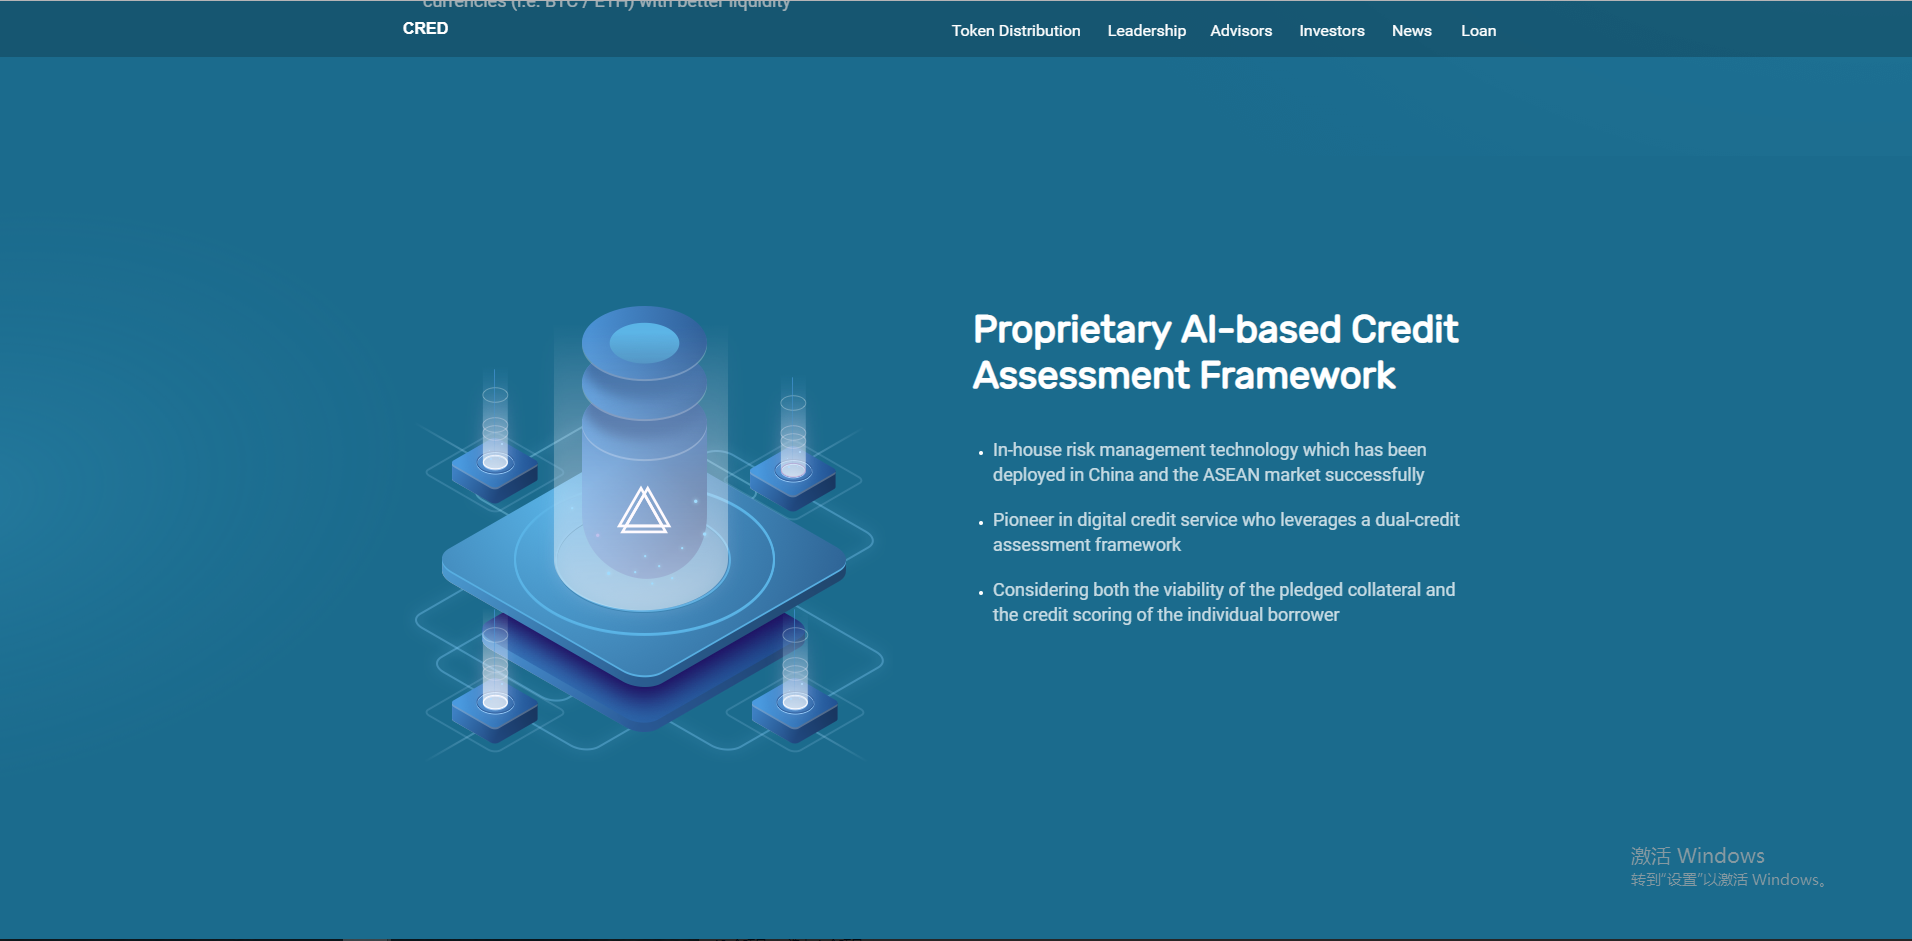 currencies (i.e. BTC / ETH) with better liquidity
CRED
Token Distribution
Leadership
Advisors
Investors
News
Loan
Proprietary AI-based Credit
Assessment Framework
• In-house risk management technology which has been
deployed in China and the ASEAN market successfully
• Pioneer in digital credit service who leverages a dual-credit
assessment framework
• Considering both the viability of the pledged collateral and
the credit scoring of the individual borrower
激活 Windows
转到“设置”以激活 Windows。